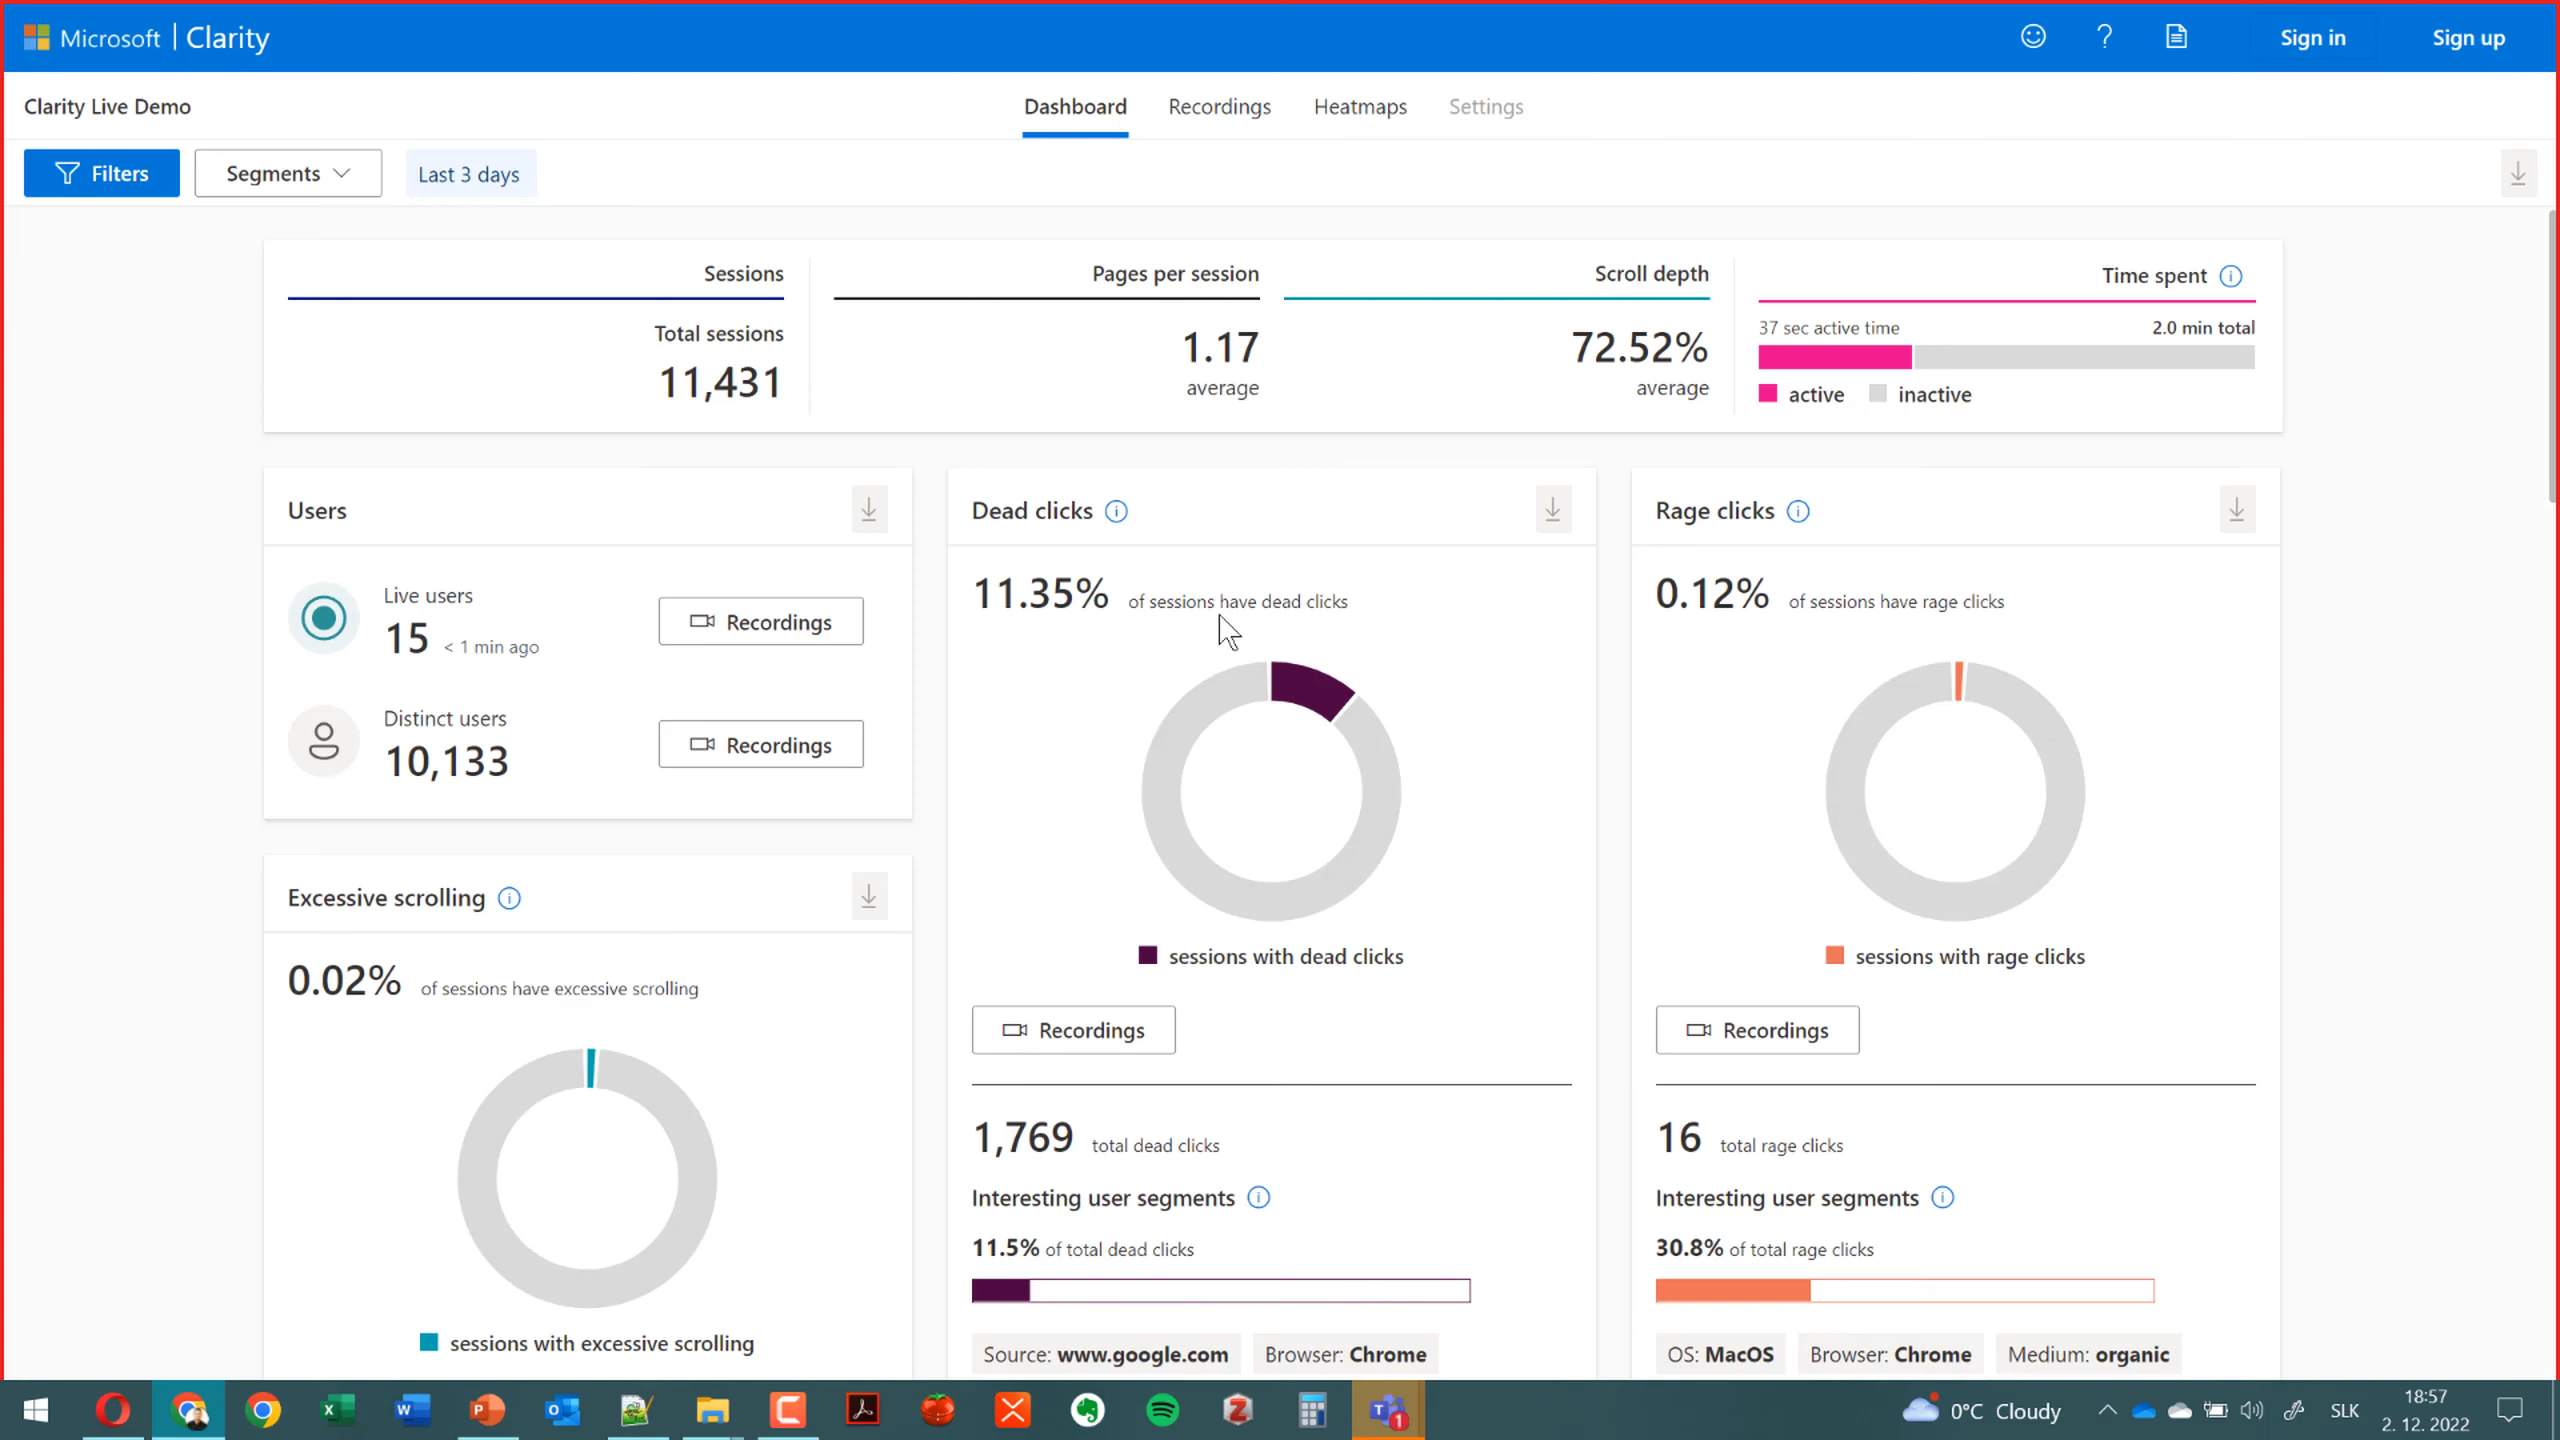 Microsoft | Clarity
Sign in
Sign up
Clarity Live Demo
Dashboard
Recordings
Heatmaps
Settings
Filters
Segments
Last 3 days
Sessions
Total sessions
11,431
Pages per session
1.17
average
Scroll depth
72.52%
average
Time spent
37 sec active time
2.0 min total
active
inactive
Users
Live users
15 < 1 min ago
Recordings
Distinct users
10,133
Recordings
Excessive scrolling
0.02% of sessions have excessive scrolling
sessions with excessive scrolling
Dead clicks
11.35% of sessions have dead clicks
sessions with dead clicks
Recordings
1,769 total dead clicks
Interesting user segments
11.5% of total dead clicks
Source: www.google.com
Browser: Chrome
Rage clicks
0.12% of sessions have rage clicks
sessions with rage clicks
Recordings
16 total rage clicks
Interesting user segments
30.8% of total rage clicks
OS: MacOS
Browser: Chrome
Medium: organic
0°C Cloudy
SLK
18:57
2. 12. 2022